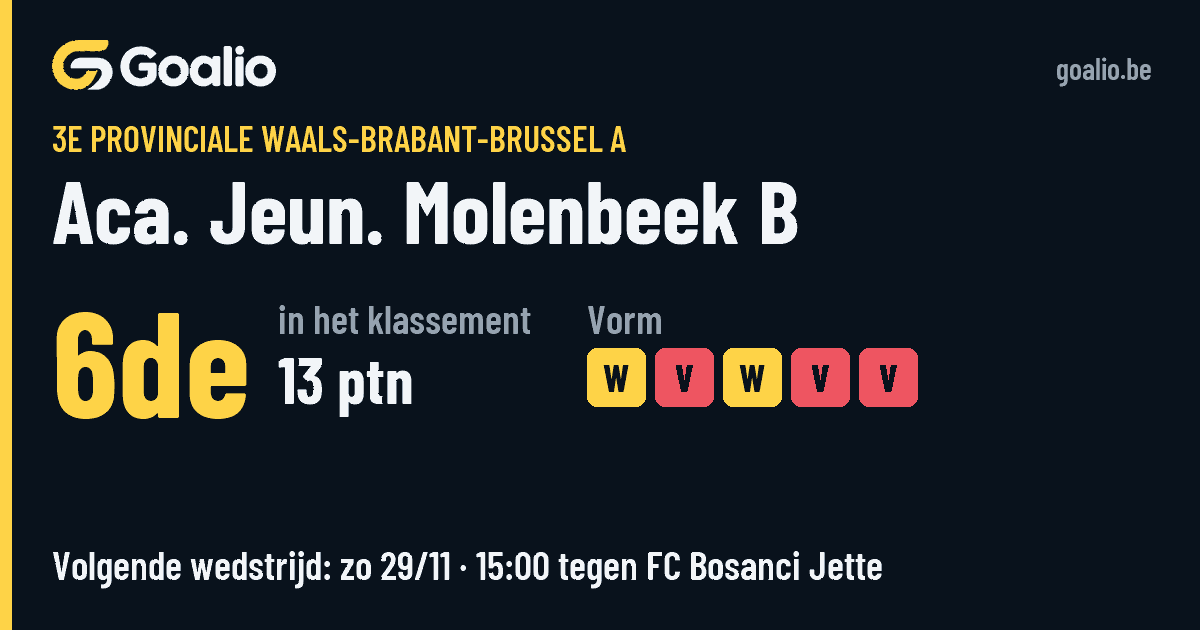 Goalio
goalio.be
3E PROVINCIALE WAALS-BRABANT-BRUSSEL A
Aca. Jeun. Molenbeek B
6de
in het klassement
13 ptn
Vorm
W V W V V
Volgende wedstrijd: zo 29/11 · 15:00 tegen FC Bosanci Jette